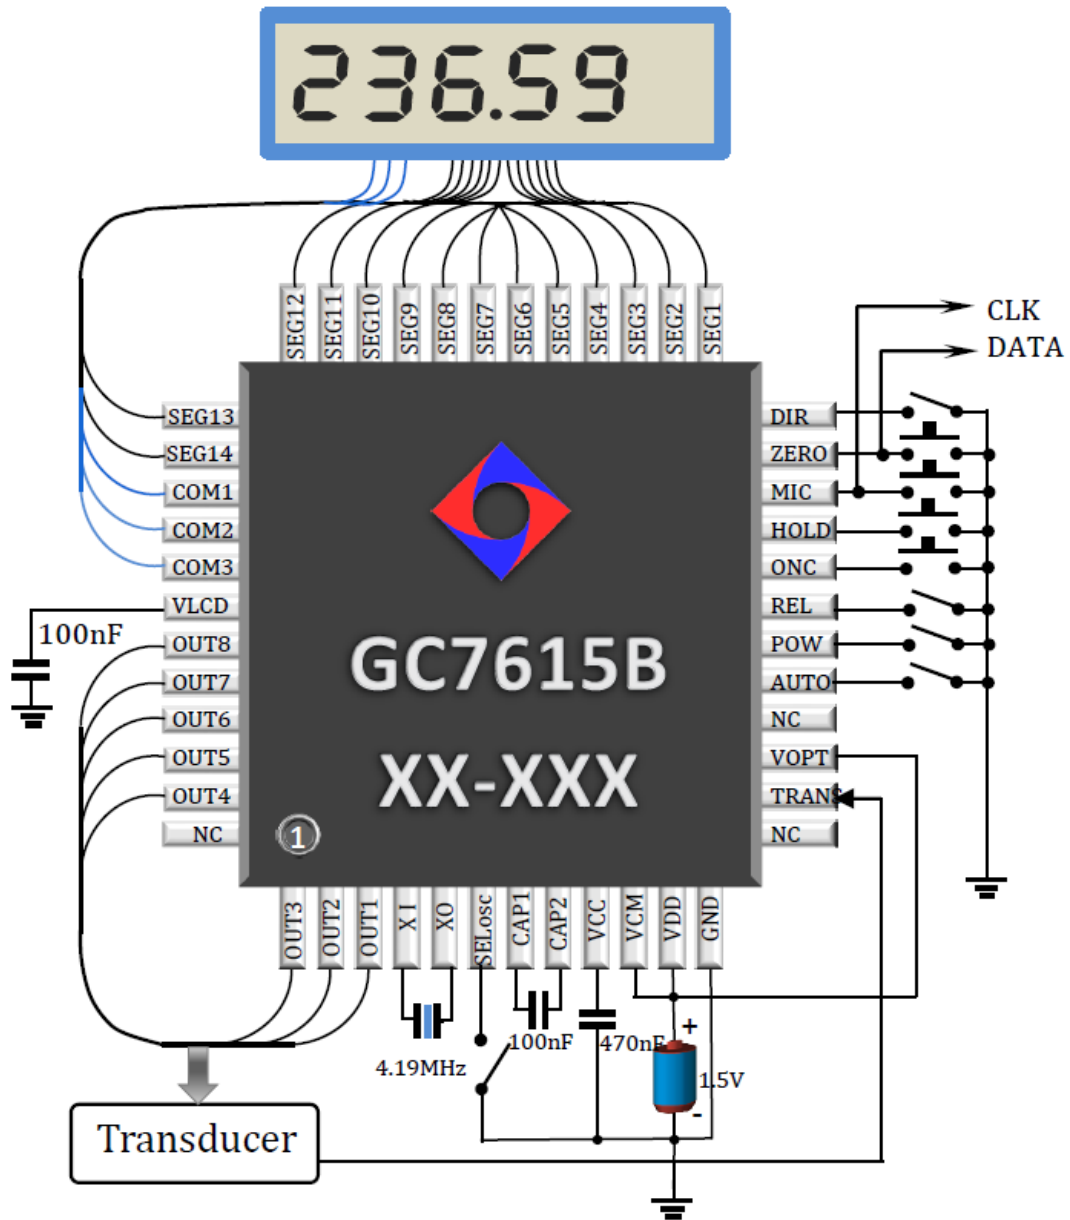 236.59
SEG12
SEG11
SEG10
SEG9
SEG8
SEG7
SEG6
SEG5
SEG4
SEG3
SEG2
SEG1
CLK
DATA
SEG13
SEG14
COM1
COM2
COM3
VLCD
100nF
OUT8
OUT7
OUT6
OUT5
OUT4
NC
GC7615B
XX-XXX
1
DIR
ZERO
MIC
HOLD
ONC
REL
POW
AUTO
NC
VOPT
TRANS
NC
OUT3
OUT2
OUT1
XI
XO
SELosc
CAP1
CAP2
VCC
VCM
VDD
GND
4.19MHz
100nF
470nF
+
1.5V
-
Transducer